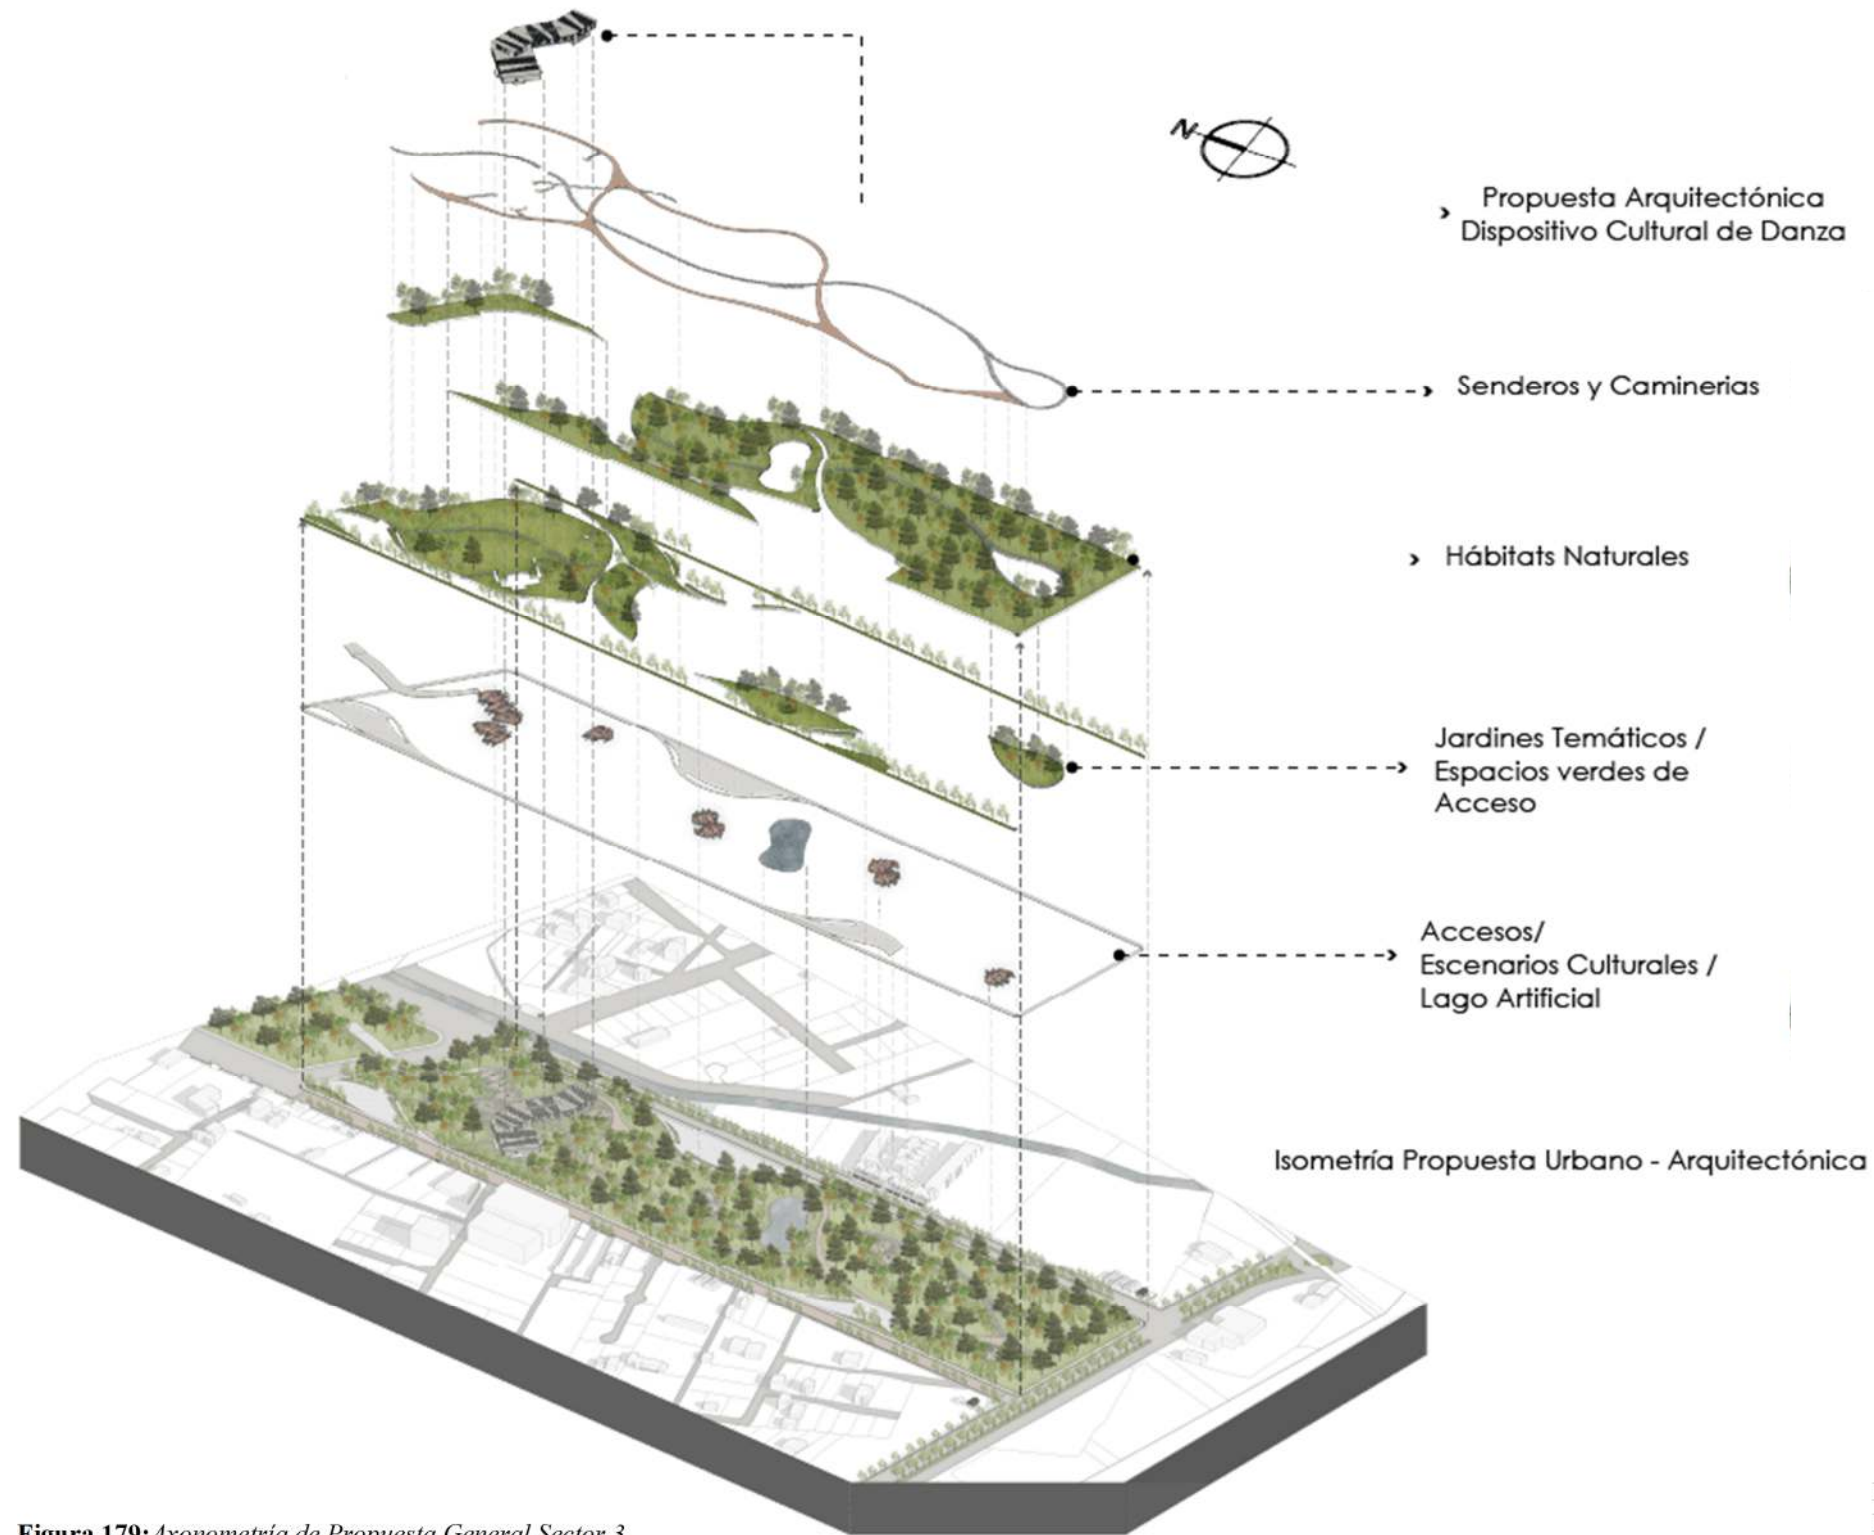 N
› Propuesta Arquitectónica
Dispositivo Cultural de Danza
Senderos y Caminerias
› Hábitats Naturales
Jardines Temáticos /
Espacios verdes de
Acceso
Accesos/
Escenarios Culturales /
Lago Artificial
Isometría Propuesta Urbano - Arquitectónica
Figura 179: Axonometría de Propuesta General Sector 3